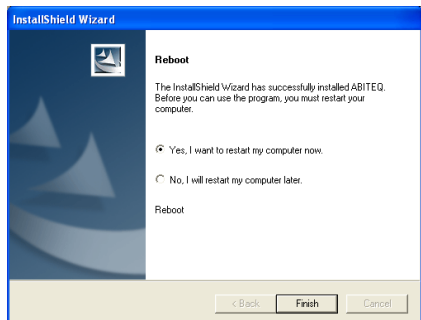 InstallShield Wizard
Reboot
The InstallShield Wizard has successfully installed ABITEQ.
Before you can use the program, you must restart your
computer.
Yes, I want to restart my computer now.
No, I will restart my computer later.
Reboot
< Back
Finish
Cancel